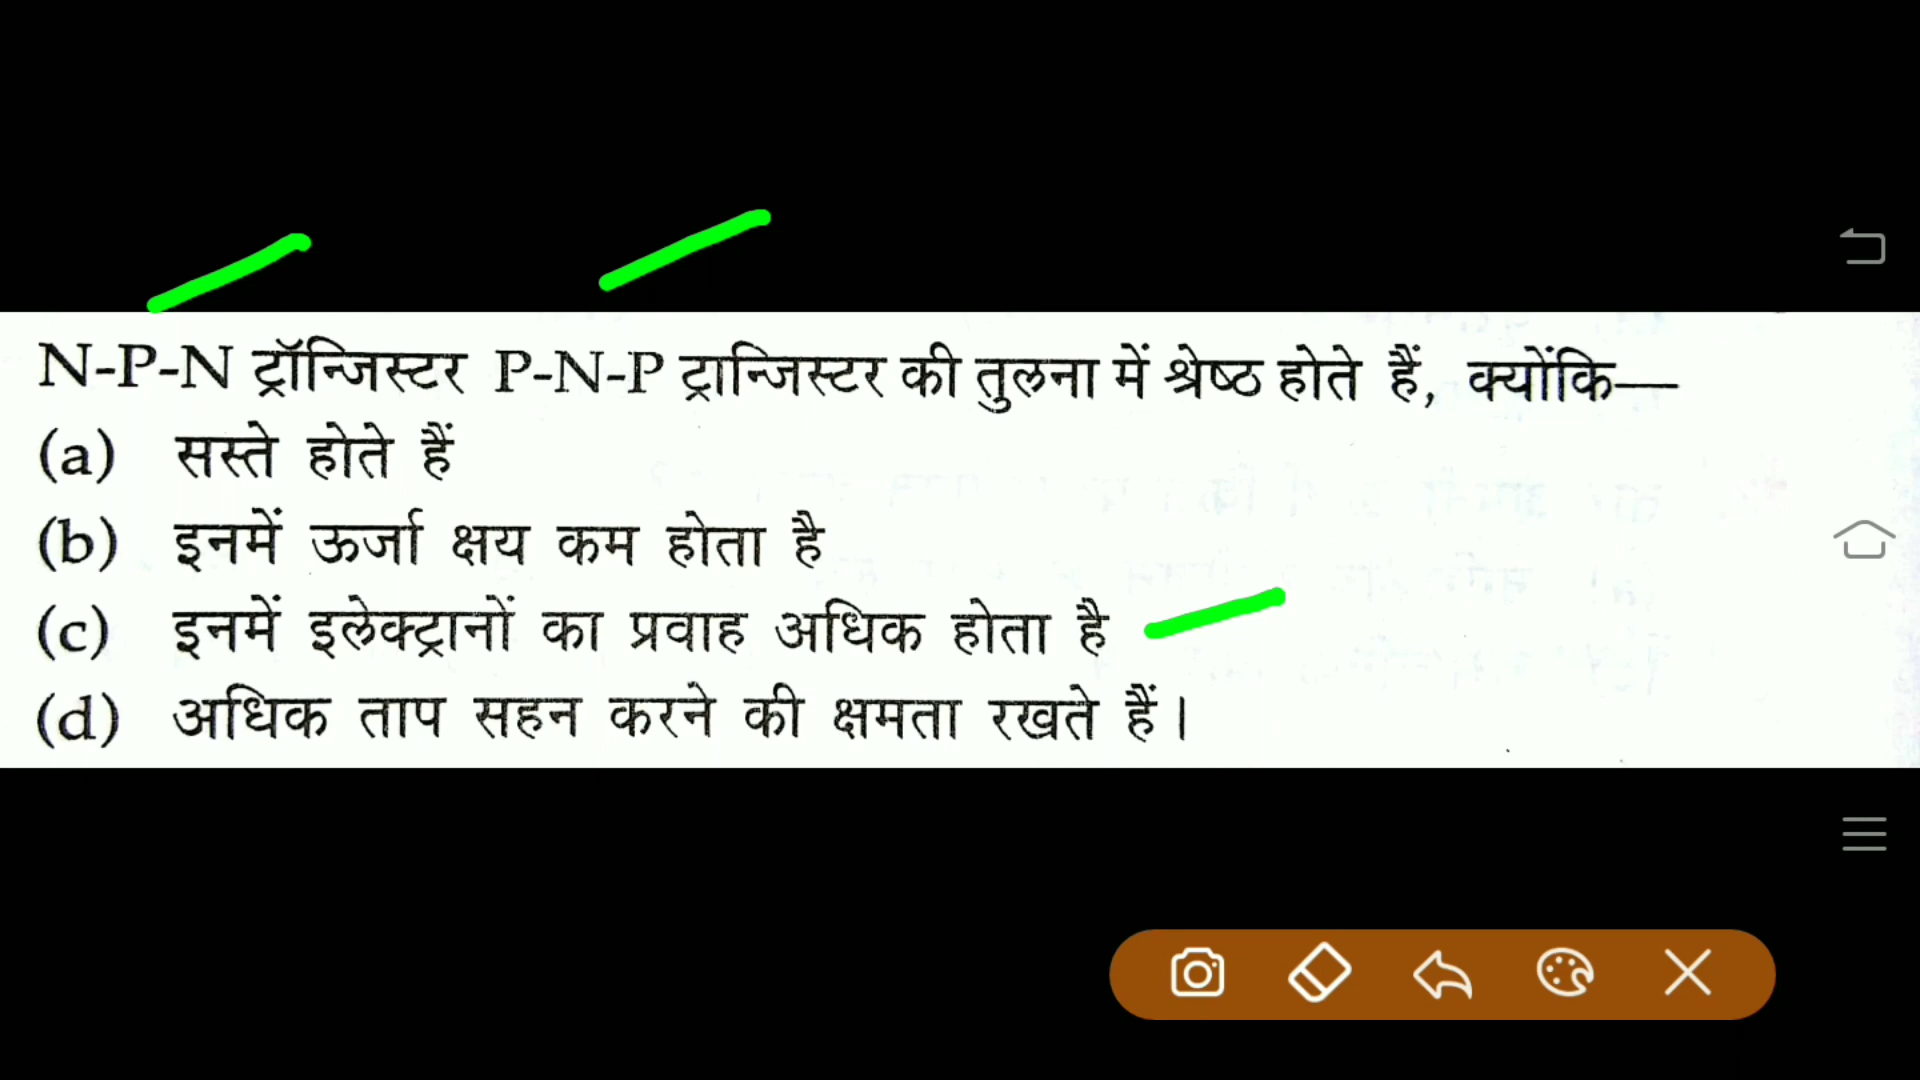 N-P-N ट्रॉन्जिस्टर P-N-P ट्रान्जिस्टर की तुलना में श्रेष्ठ होते हैं, क्योंकि—
(a) सस्ते होते हैं
(b) इनमें ऊर्जा क्षय कम होता है
(c) इनमें इलेक्ट्रानों का प्रवाह अधिक होता है
(d) अधिक ताप सहन करने की क्षमता रखते हैं।